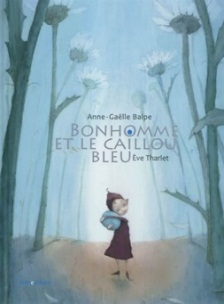 Anne-Gaëlle Balpe
BONHOMME
ET LE CAILLOU
BLEU
Ève Tharlet